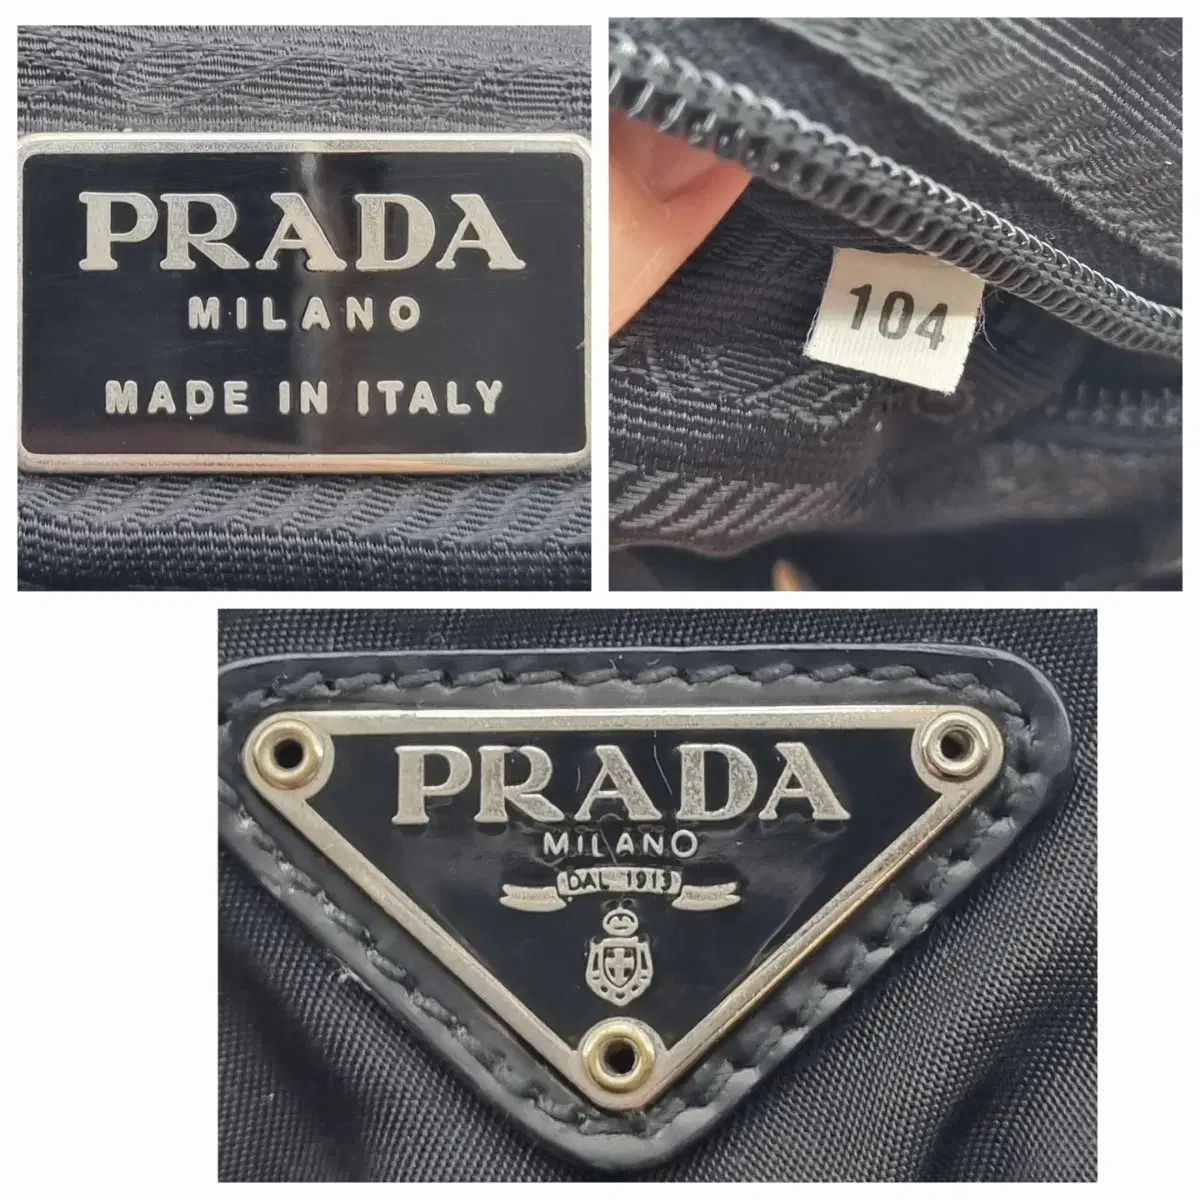 PRADA
MILANO
MADE IN ITALY
104
PRADA
MILANO
DAL 1913